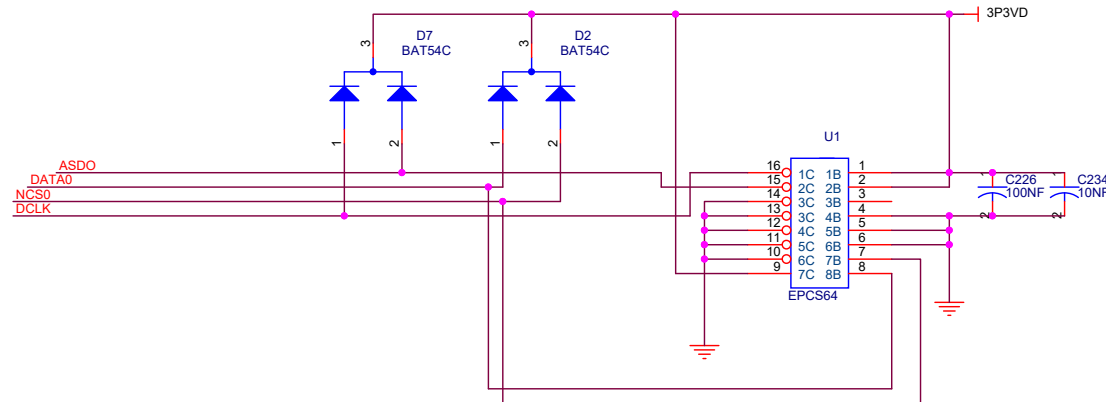 3P3VD
D7
BAT54C
D2
BAT54C
3
3
1
2
1
2
U1
ASDO
DATA0
NCS0
DCLK
16 1C 1B 1
15 2C 2B 2
14 3C 3B 3
13 3C 4B 4
12 4C 5B 5
11 5C 6B 6
10 6C 7B 7
9 7C 8B 8
EPCS64
1
C226
100NF
2
1
C234
10NF
2